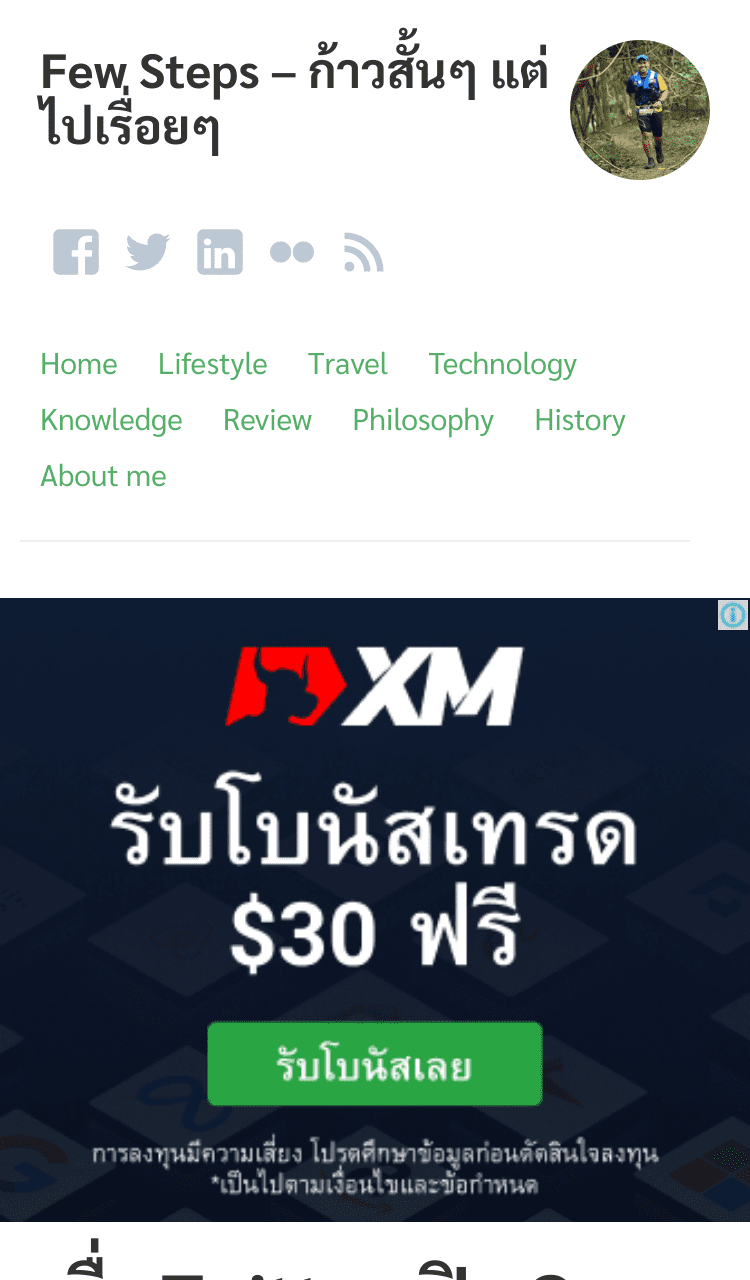 Few Steps – ก้าวสั้นๆ แต่
ไปเรื่อยๆ
Home Lifestyle Travel Technology
Knowledge Review Philosophy History
About me
XM
รับโบนัสเทรด
$30 ฟรี
รับโบนัสเลย
การลงทุนมีความเสี่ยง โปรดศึกษาข้อมูลก่อนตัดสินใจลงทุน
*เป็นไปตามเงื่อนไขและข้อกำหนด